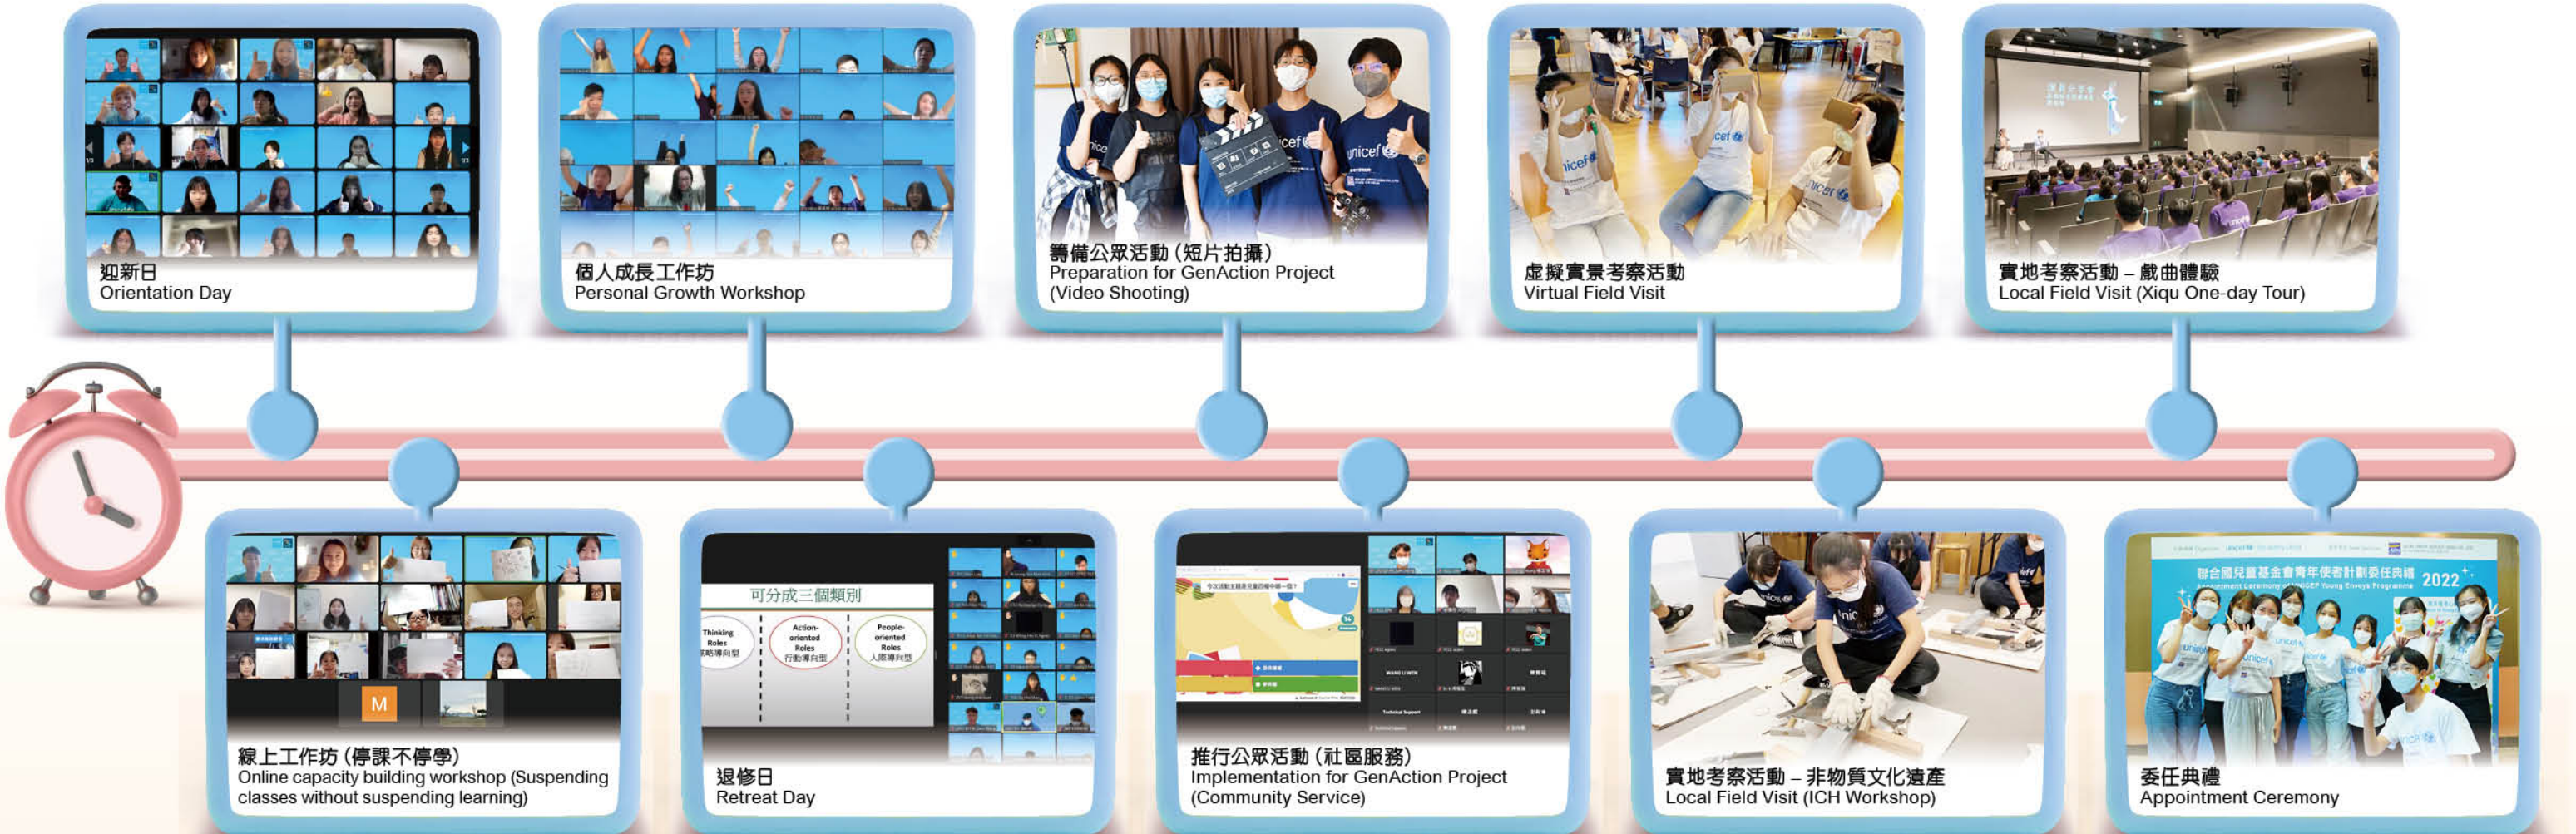 迎新日
Orientation Day
個人成長工作坊
Personal Growth Workshop
籌備公眾活動 (短片拍攝)
Preparation for GenAction Project
(Video Shooting)
虛擬實景考察活動
Virtual Field Visit
實地考察活動 – 戲曲體驗
Local Field Visit (Xiqu One-day Tour)
M
線上工作坊 (停課不停學)
Online capacity building workshop (Suspending
classes without suspending learning)
可分成三個類別
Thinking
Roles
Action-
oriented
Roles
行動導向型
People-
oriented
Roles
人際導向型
退修日
Retreat Day
推行公眾活動 (社區服務)
Implementation for GenAction Project
(Community Service)
unicef
實地考察活動 – 非物質文化遺產
Local Field Visit (ICH Workshop)
聯合國兒童基金會青年使者計劃委任典禮 2022
Appointment Ceremony of UNICEF Young Envoys Programme
委任典禮
Appointment Ceremony